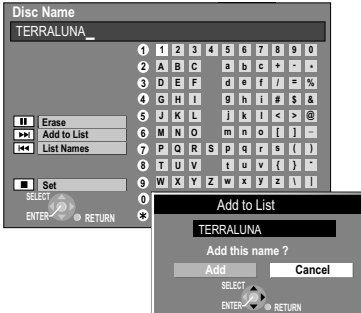 Disc Name
TERRALUNA_
1 1 2 3 4 5 6 7 8 9 0
2 A B C a b c + - *
3 D E F d e f / = %
4 G H I g h i # $ &
5 J K L j k l < > @
6 M N O m n o [ ] _
7 P Q R S p q r s ( )
8 T U V t u v { } -
9 W X Y Z w x y z \ |
0
*
Erase
Add to List
List Names
Set
SELECT
ENTER RETURN
Add to List
TERRALUNA
Add this name ?
Add Cancel
SELECT
ENTER RETURN